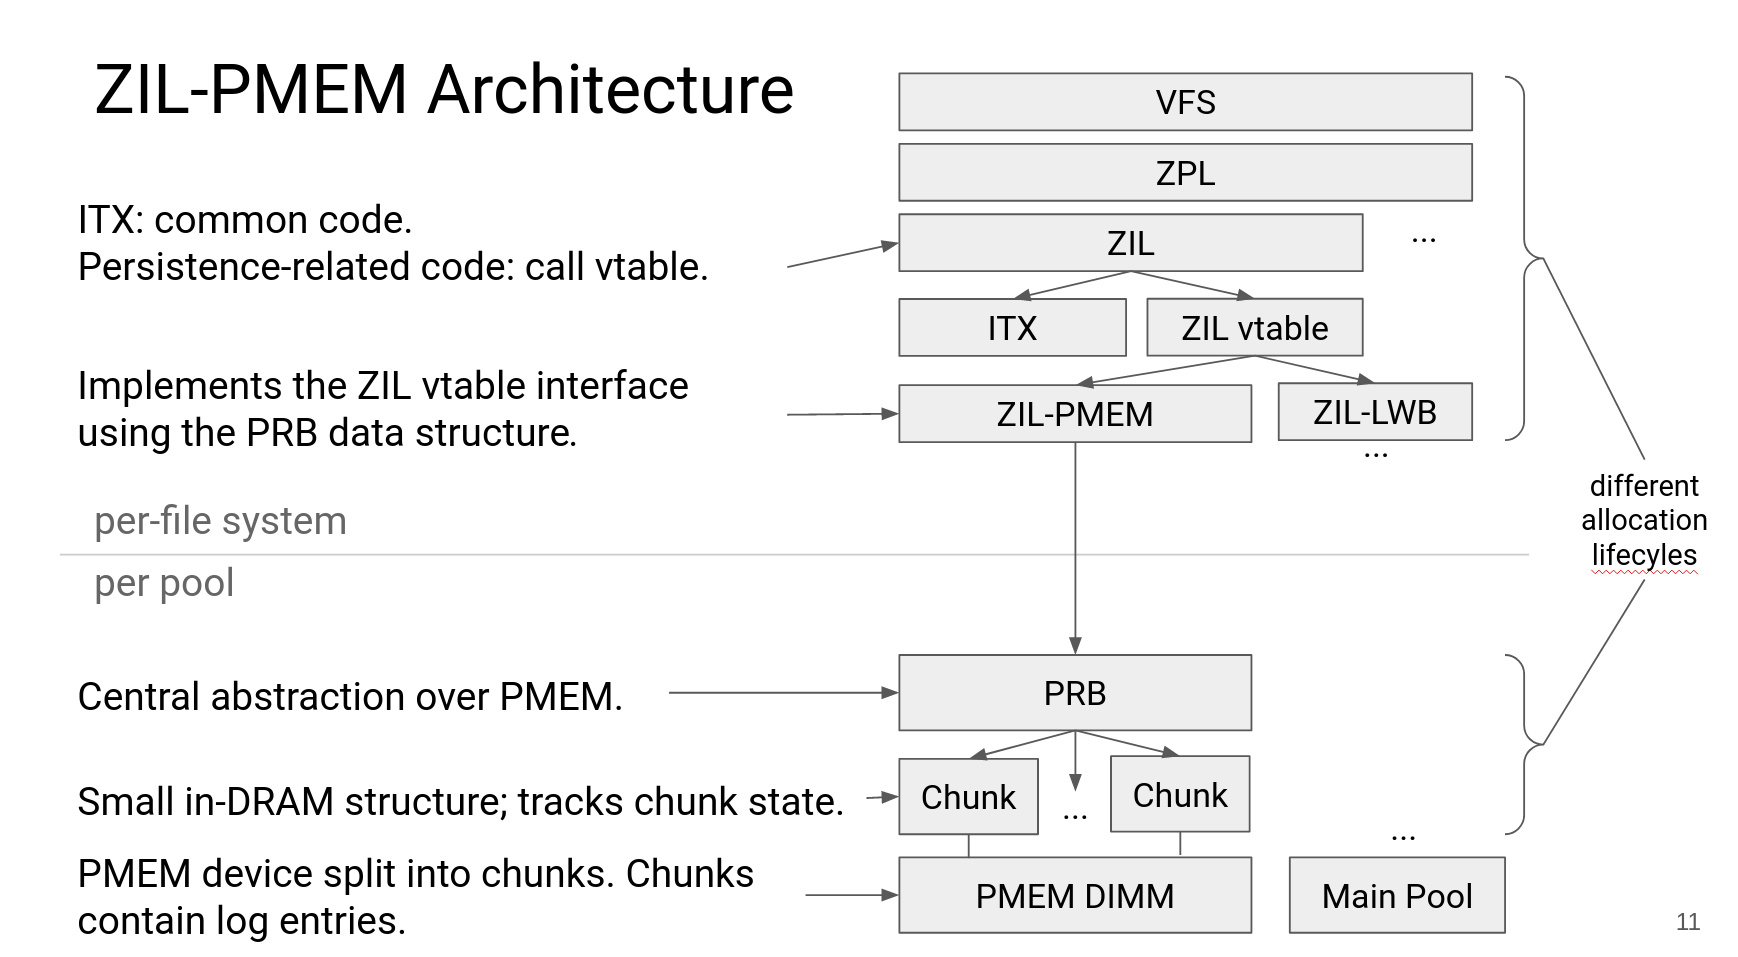 ZIL-PMEM Architecture
VFS
ZPL
ITX: common code.
Persistence-related code: call vtable.
ZIL
...
ITX
ZIL vtable
Implements the ZIL vtable interface
using the PRB data structure.
ZIL-PMEM
ZIL-LWB
...
per-file system
per pool
different
allocation
lifecyles
Central abstraction over PMEM.
PRB
Small in-DRAM structure; tracks chunk state.
Chunk
...
Chunk
...
PMEM device split into chunks. Chunks
contain log entries.
PMEM DIMM
Main Pool
11